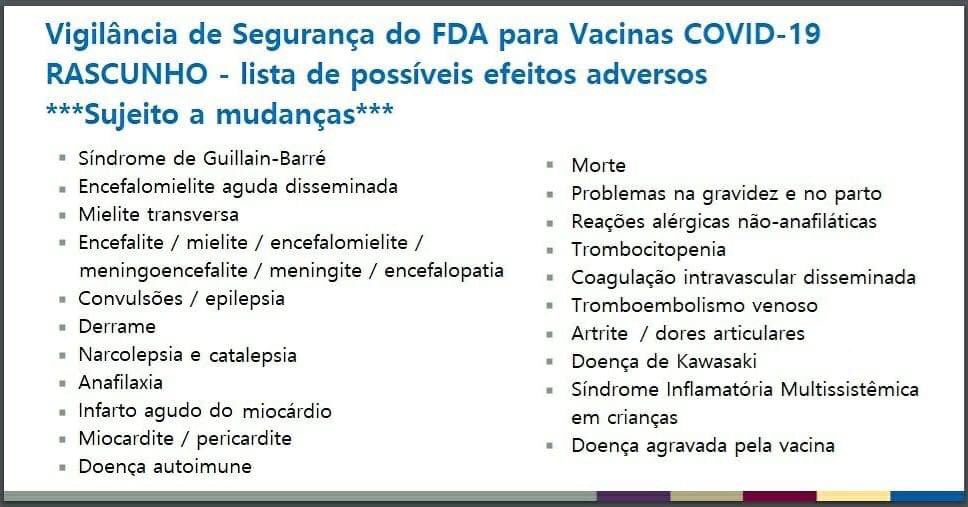 Vigilância de Segurança do FDA para Vacinas COVID-19
RASCUNHO - lista de possíveis efeitos adversos
***Sujeito a mudanças***
▪ Síndrome de Guillain-Barré
▪ Encefalomielite aguda disseminada
▪ Mielite transversa
▪ Encefalite / mielite / encefalomielite /
meningoencefalite / meningite / encefalopatia
▪ Convulsões / epilepsia
▪ Derrame
▪ Narcolepsia e catalepsia
▪ Anafilaxia
▪ Infarto agudo do miocárdio
▪ Miocardite / pericardite
▪ Doença autoimune
▪ Morte
▪ Problemas na gravidez e no parto
▪ Reações alérgicas não-anafiláticas
▪ Trombocitopenia
▪ Coagulação intravascular disseminada
▪ Tromboembolismo venoso
▪ Artrite / dores articulares
▪ Doença de Kawasaki
▪ Síndrome Inflamatória Multissistêmica
em crianças
▪ Doença agravada pela vacina